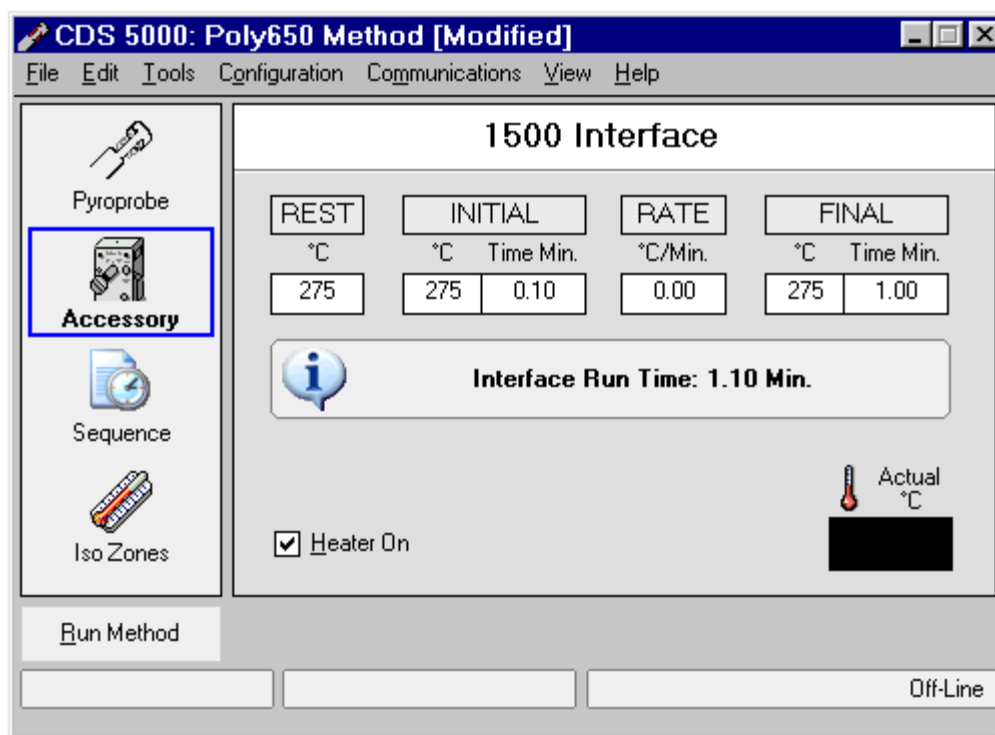 CDS 5000: Poly650 Method [Modified]
File Edit Tools Configuration Communications View Help
1500 Interface
Pyroprobe
Accessory
Sequence
Iso Zones
REST INITIAL RATE FINAL
°C °C Time Min. °C/Min. °C Time Min.
275 275 0.10 0.00 275 1.00
Interface Run Time: 1.10 Min.
Actual
°C
Heater On
Run Method
Off-Line